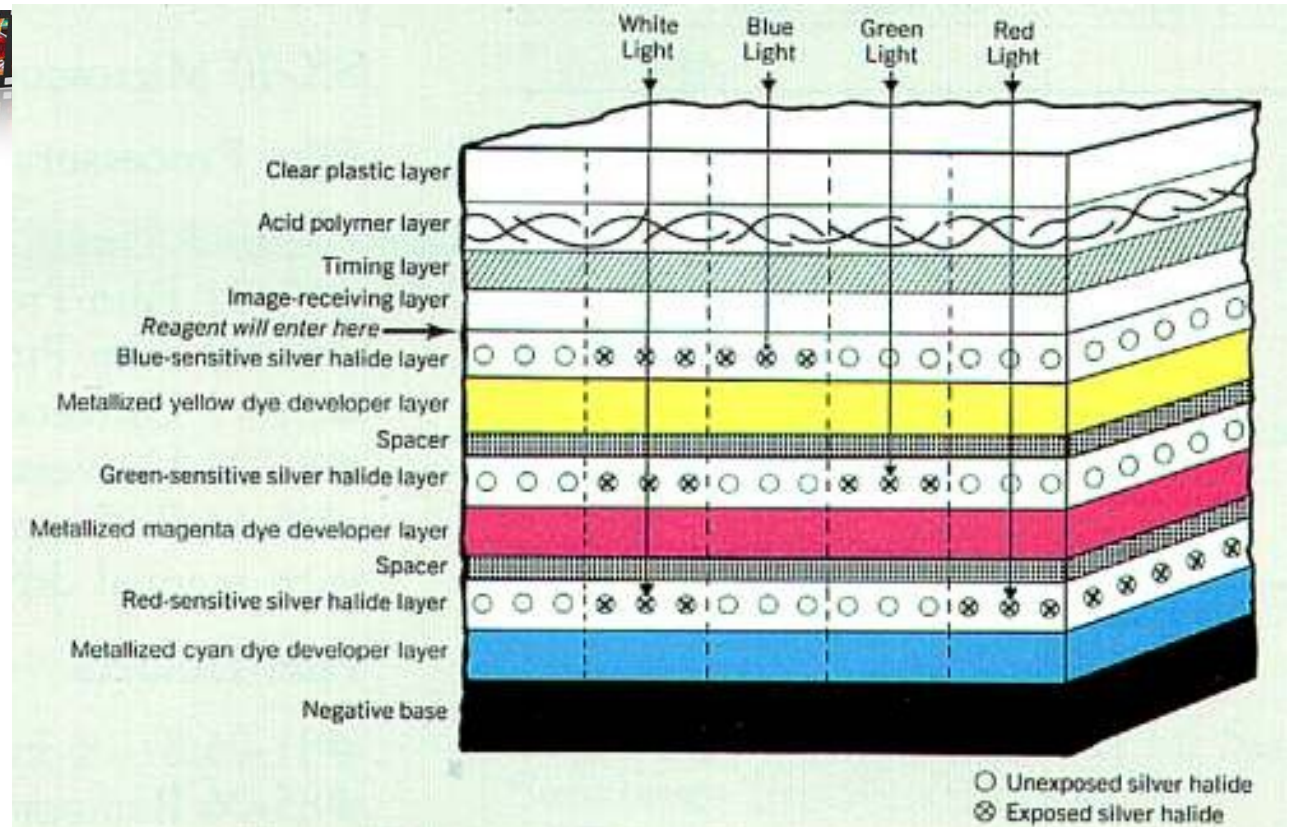 White
Light
Blue
Light
Green
Light
Red
Light
Clear plastic layer
Acid polymer layer
Timing layer
Image-receiving layer
Reagent will enter here
Blue-sensitive silver halide layer
Metallized yellow dye developer layer
Spacer
Green-sensitive silver halide layer
Metallized magenta dye developer layer
Spacer
Red-sensitive silver halide layer
Metallized cyan dye developer layer
Negative base
Unexposed silver halide
Exposed silver halide